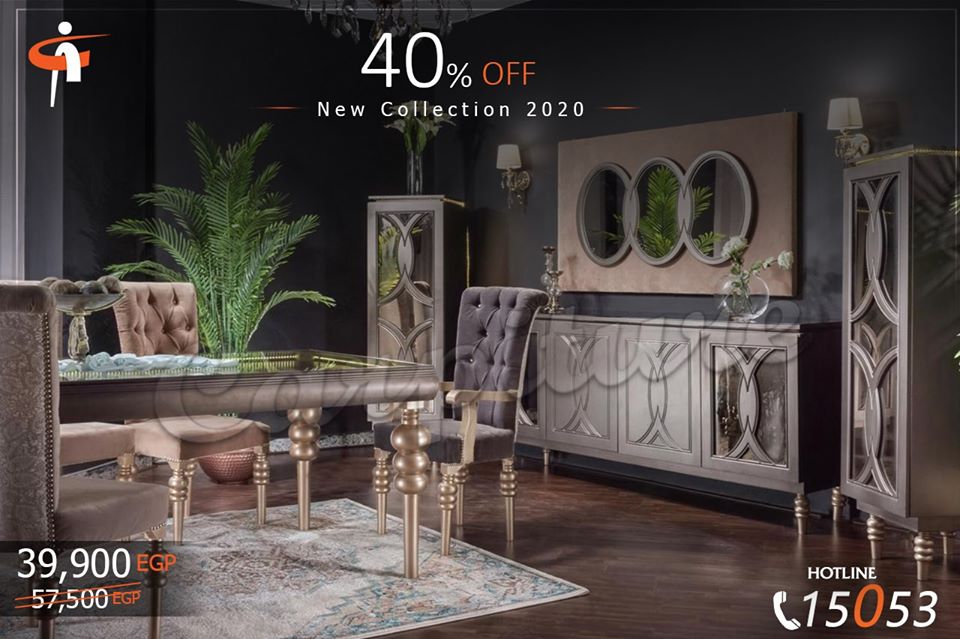 40% OFF
New Collection 2020
39,900 EGP
57,500 EGP
HOTLINE
15053